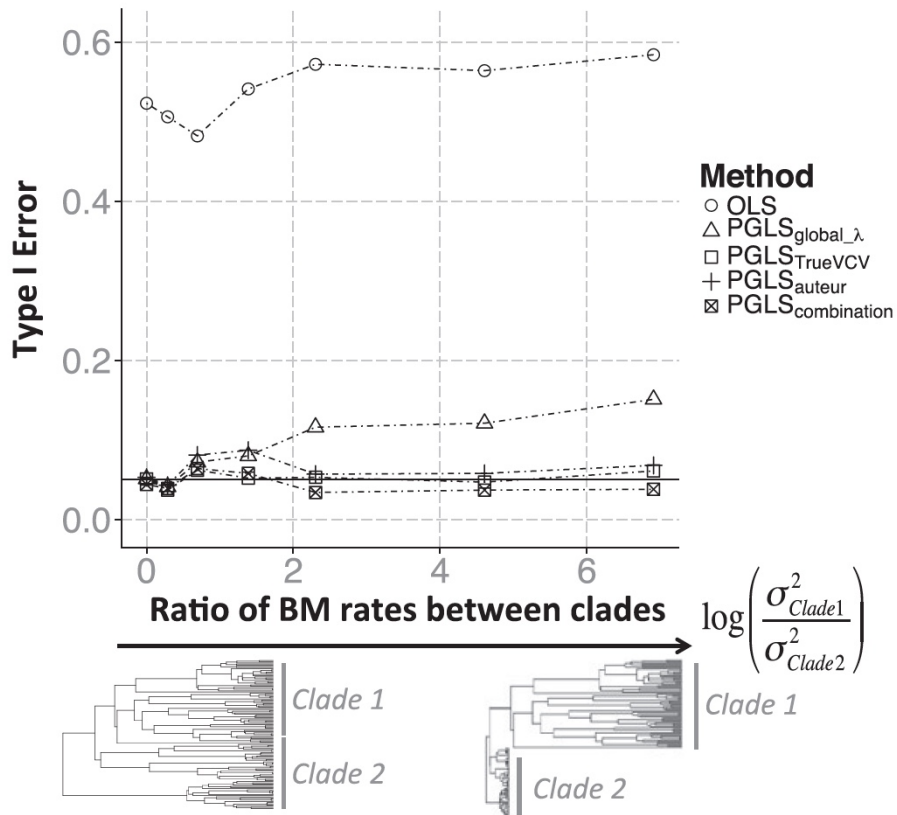 0.6
0.4
0.2
0.0
Type I Error
0 2 4 6
Method
OLS
PGLSglobal_λ
PGLSTrueVCV
PGLSauteur
PGLScombination
Ratio of BM rates between clades
log(σ²Clade1/σ²Clade2)
Clade 1
Clade 2
Clade 1
Clade 2